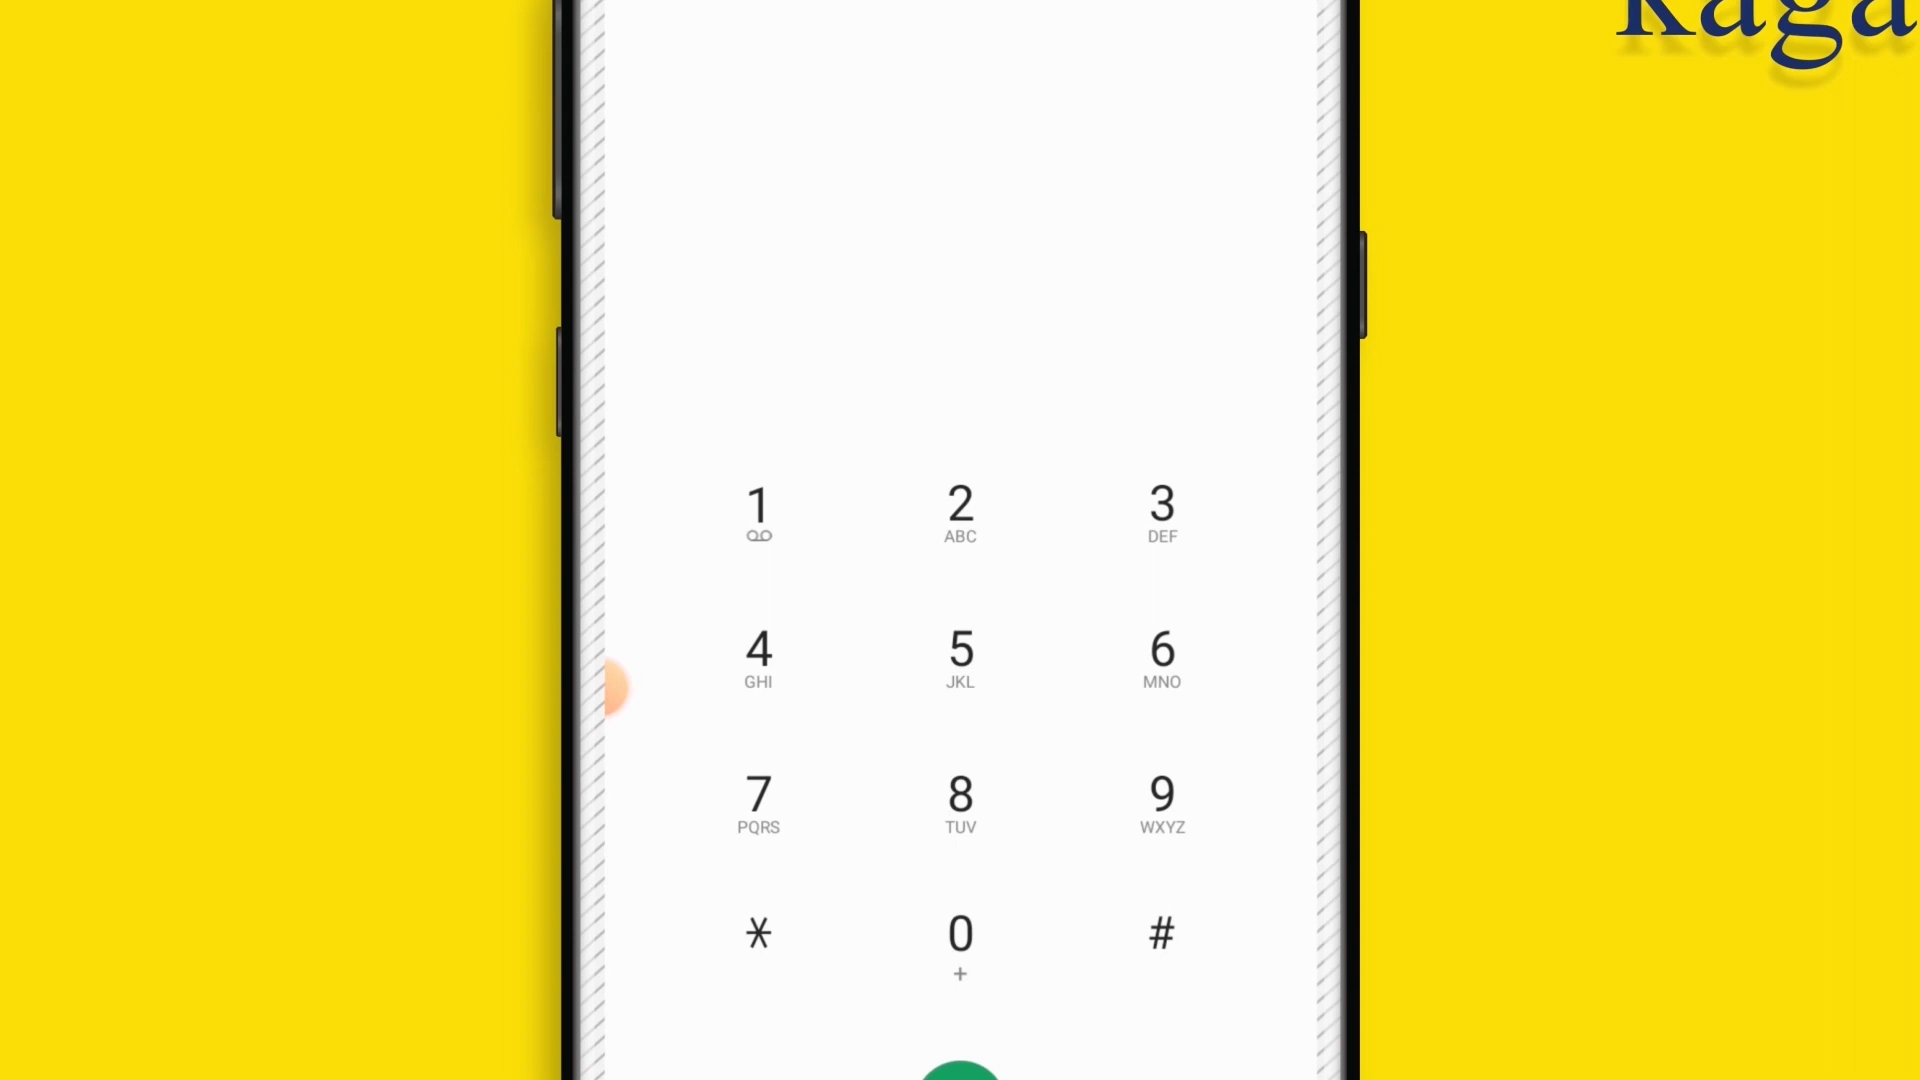 kaga
1 2 3
ABC DEF
4 5 6
GHI JKL MNO
7 8 9
PQRS TUV WXYZ
* 0 #
+